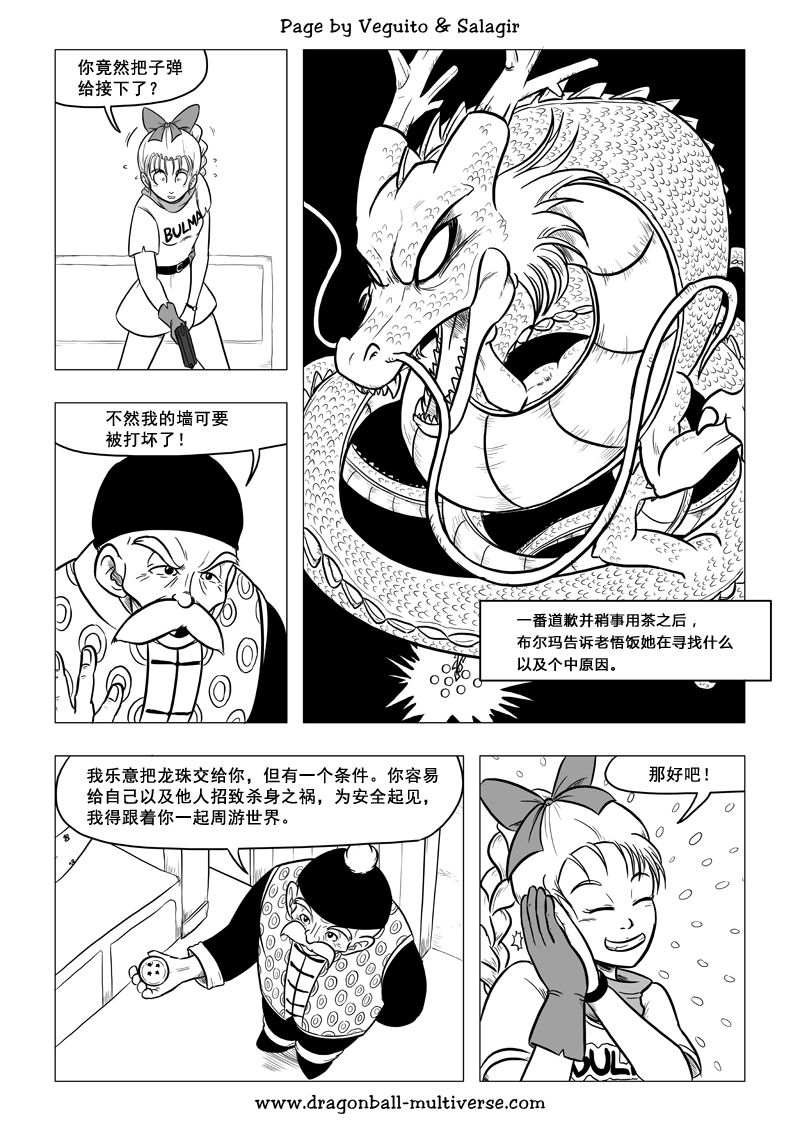 Page by Veguito & Salagir
你竟然把子弹
给接下了？
BULMA
不然我的墙可要
被打坏了！
一番道歉并稍事用茶之后，
布尔玛告诉老悟饭她在寻找什么
以及个中原因。
我乐意把龙珠交给你，但有一个条件。你容易
给自己以及他人招致杀身之祸，为安全起见，
我得跟着你一起周游世界。
那好吧！
BULM
www.dragonball-multiverse.com